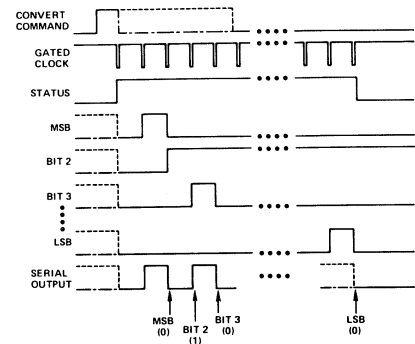 CONVERT
COMMAND
GATED
CLOCK
STATUS
MSB
BIT 2
BIT 3
LSB
SERIAL
OUTPUT
MSB
(0)
BIT 2
(1)
BIT 3
(0)
LSB
(0)